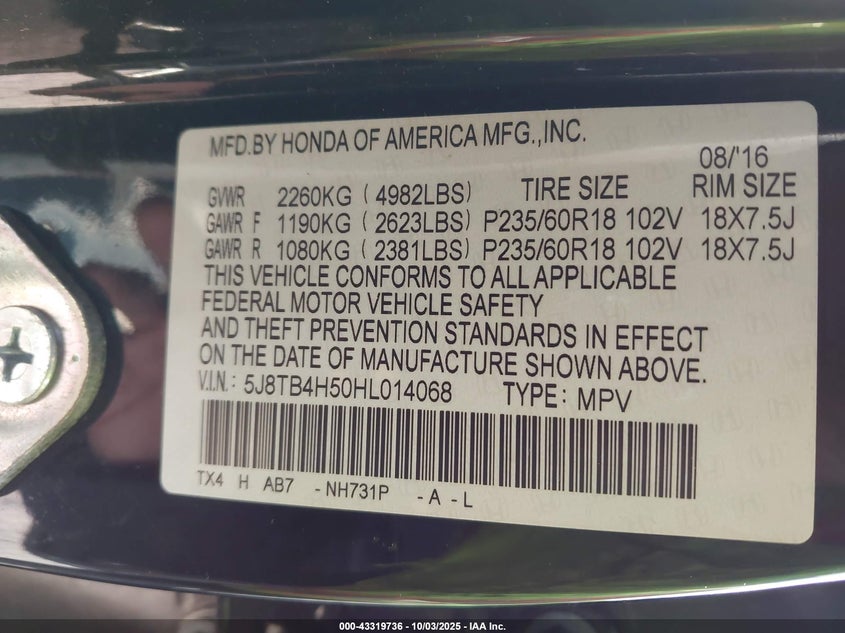 MFD.BY HONDA OF AMERICA MFG.,INC.
08/'16
GVWR 2260KG (4982LBS) TIRE SIZE RIM SIZE
GAWR F 1190KG (2623LBS) P235/60R18 102V 18X7.5J
GAWR R 1080KG (2381LBS) P235/60R18 102V 18X7.5J
THIS VEHICLE CONFORMS TO ALL APPLICABLE
FEDERAL MOTOR VEHICLE SAFETY
AND THEFT PREVENTION STANDARDS IN EFFECT
ON THE DATE OF MANUFACTURE SHOWN ABOVE.
V.I.N.: 5J8TB4H50HL014068 TYPE: MPV
TX4 H AB7 -NH731P -A -L
000-43319736 - 10/03/2025 - IAA Inc.